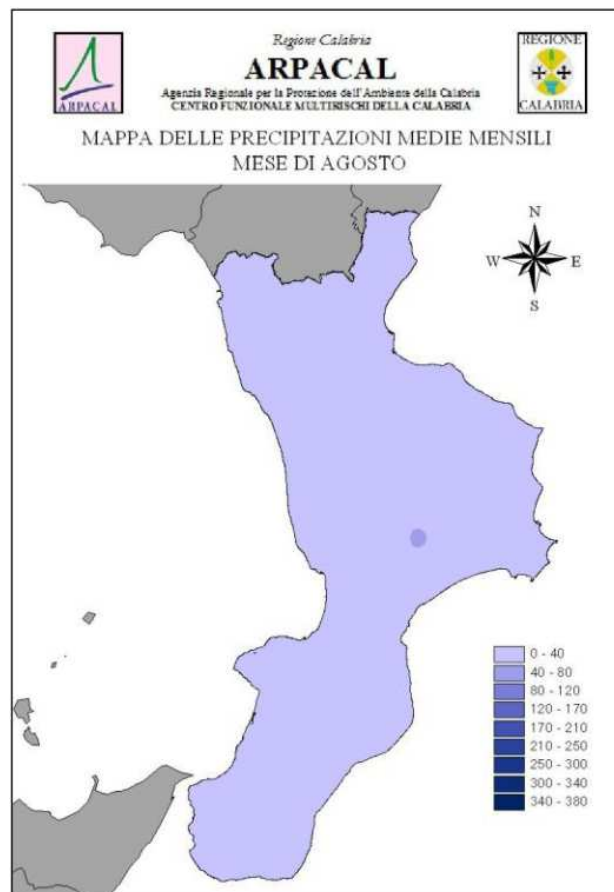 Regione Calabria
ARPACAL
Agenzia Regionale per la Protezione dell'Ambiente della Calabria
CENTRO FUNZIONALE MULTIRISCHI DELLA CALABRIA
ARPACAL
REGIONE
CALABRIA
MAPPA DELLE PRECIPITAZIONI MEDIE MENSILI
MESE DI AGOSTO
N
W E
S
0 - 40
40 - 80
80 - 120
120 - 170
170 - 210
210 - 250
250 - 300
300 - 340
340 - 380